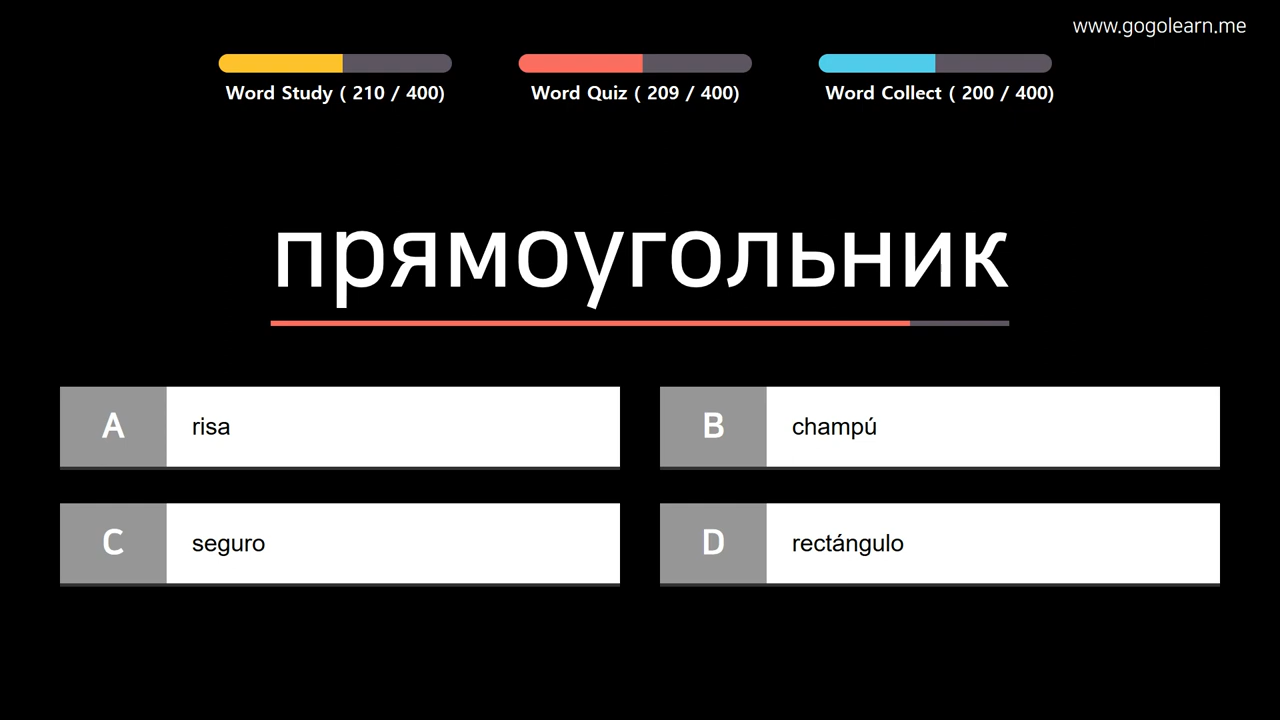 www.gogolearn.me
Word Study ( 210 / 400)
Word Quiz ( 209 / 400)
Word Collect ( 200 / 400)
прямоугольник
A risa
B champú
C seguro
D rectángulo